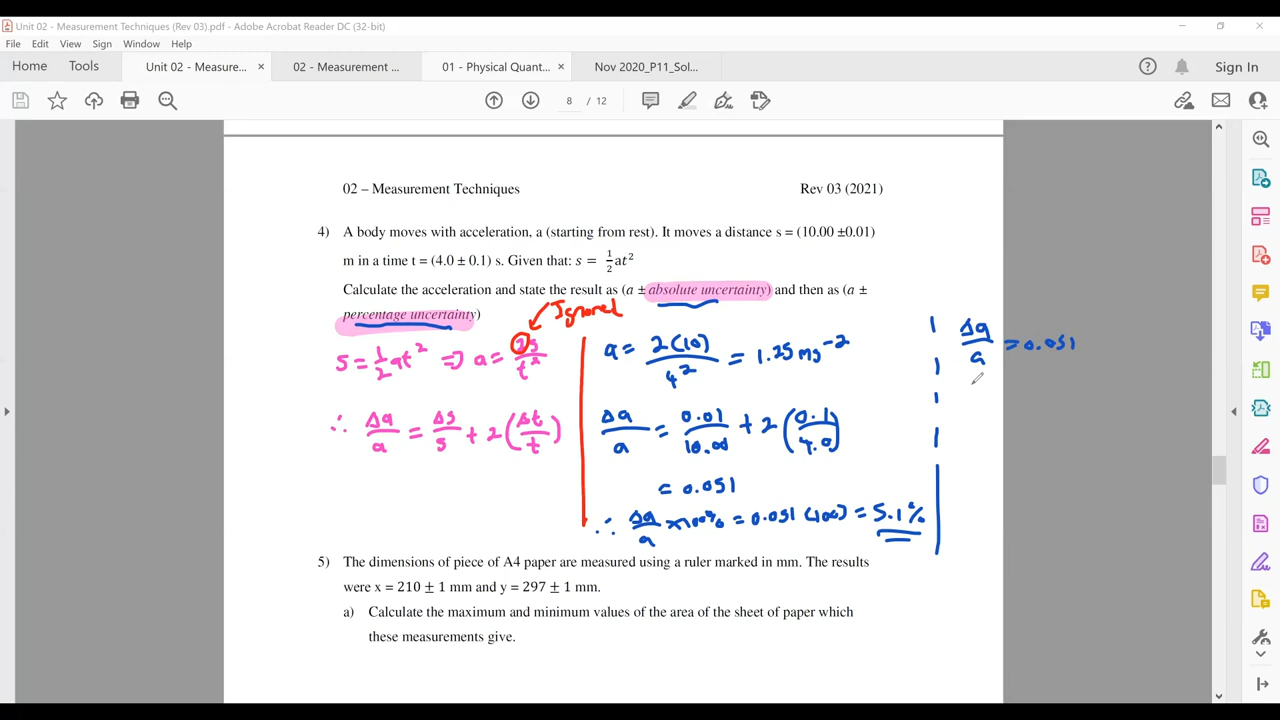 Unit 02 - Measurement Techniques (Rev 03).pdf - Adobe Acrobat Reader DC (32-bit)
File Edit View Sign Window Help
Home Tools Unit 02 - Measure... × 02 - Measurement ... 01 - Physical Quant... × Nov 2020_P11_Sol... Sign In
8 / 12
02 – Measurement Techniques Rev 03 (2021)
4) A body moves with acceleration, a (starting from rest). It moves a distance s = (10.00 ±0.01)
m in a time t = (4.0 ± 0.1) s. Given that: s = 1/2 at²
Calculate the acceleration and state the result as (a ± absolute uncertainty) and then as (a ±
percentage uncertainty)
Ignored
s = 1/2 at² => a = 2s/t²
∴ Δa/a = Δs/s + 2(Δt/t)
a = 2(10)/4² = 1.25 ms⁻²
Δa/a = 0.01/10.00 + 2(0.1/4.0)
= 0.051
∴ Δa/a ×100% = 0.051 (100) = 5.1%
Δa/a = 0.051
5) The dimensions of piece of A4 paper are measured using a ruler marked in mm. The results
were x = 210 ± 1 mm and y = 297 ± 1 mm.
a) Calculate the maximum and minimum values of the area of the sheet of paper which
these measurements give.